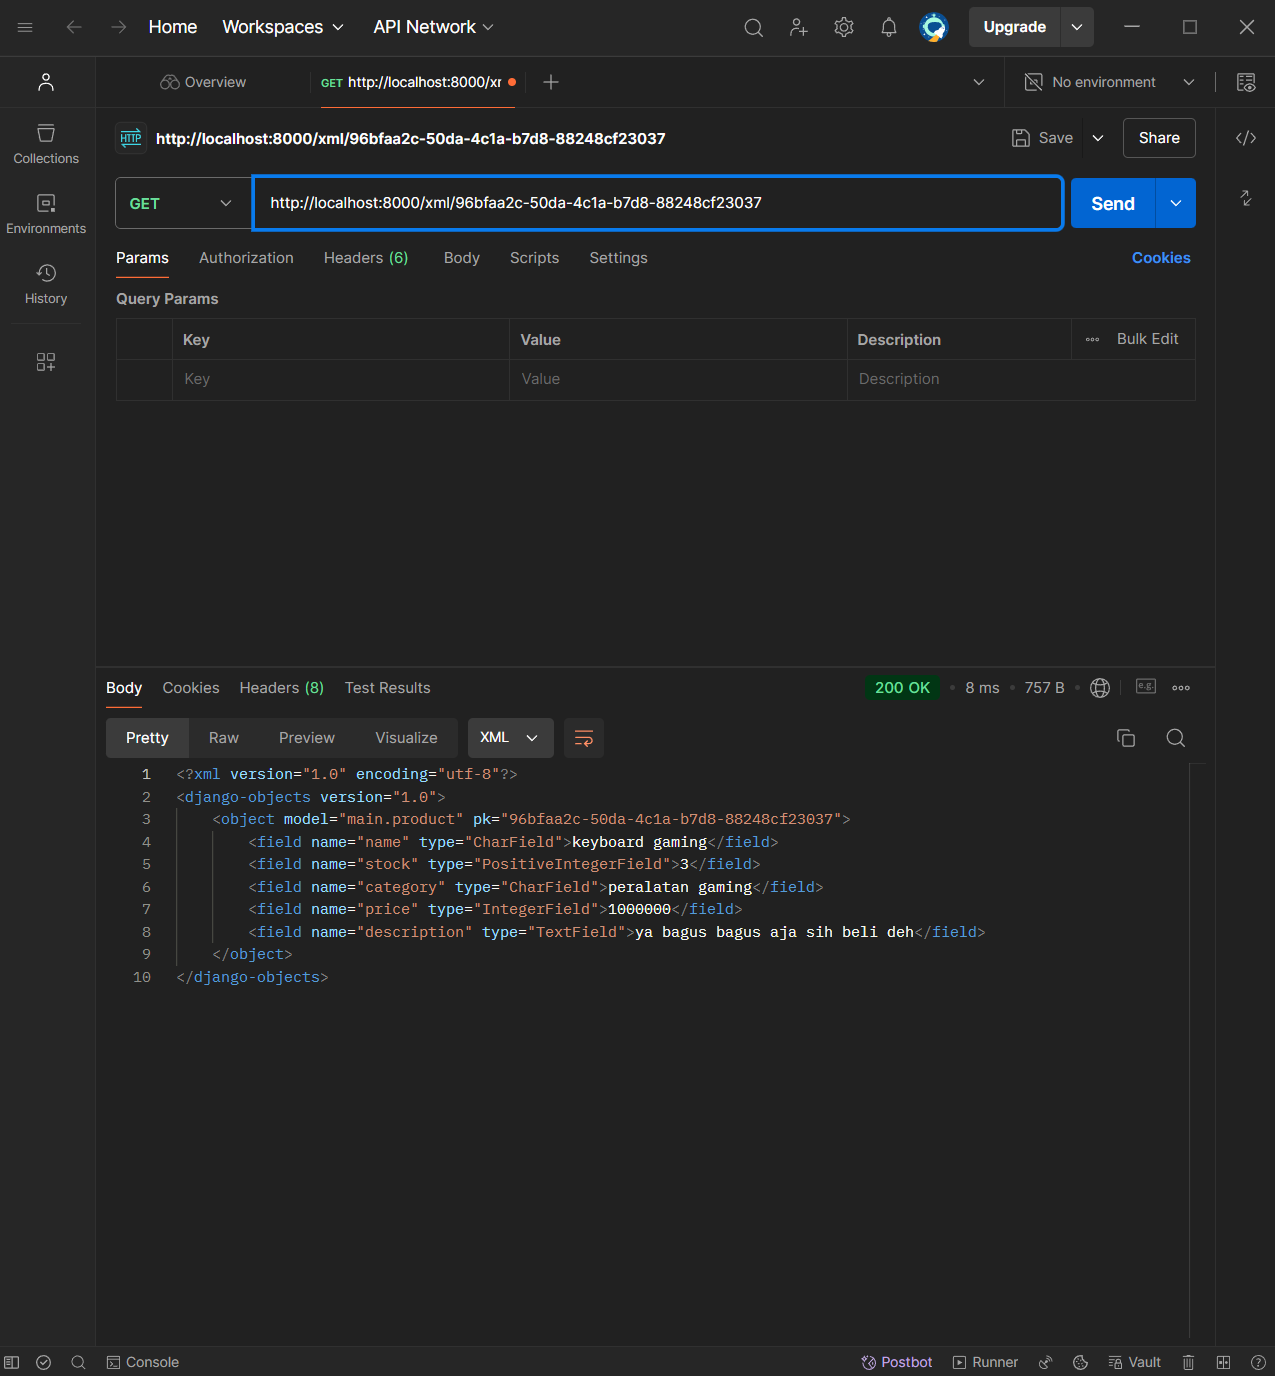 Home Workspaces API Network Upgrade
Overview GET http://localhost:8000/xr No environment
HTTP http://localhost:8000/xml/96bfaa2c-50da-4c1a-b7d8-88248cf23037 Save Share
Collections
Environments
History
GET http://localhost:8000/xml/96bfaa2c-50da-4c1a-b7d8-88248cf23037 Send
Params Authorization Headers (6) Body Scripts Settings Cookies
Query Params
Key Value Description Bulk Edit
Key Value Description
Body Cookies Headers (8) Test Results 200 OK 8 ms 757 B e.g.
Pretty Raw Preview Visualize XML
1 <?xml version="1.0" encoding="utf-8"?>
2 <django-objects version="1.0">
3 <object model="main.product" pk="96bfaa2c-50da-4c1a-b7d8-88248cf23037">
4 <field name="name" type="CharField">keyboard gaming</field>
5 <field name="stock" type="PositiveIntegerField">3</field>
6 <field name="category" type="CharField">peralatan gaming</field>
7 <field name="price" type="IntegerField">1000000</field>
8 <field name="description" type="TextField">ya bagus bagus aja sih beli deh</field>
9 </object>
10 </django-objects>
Console Postbot Runner Vault